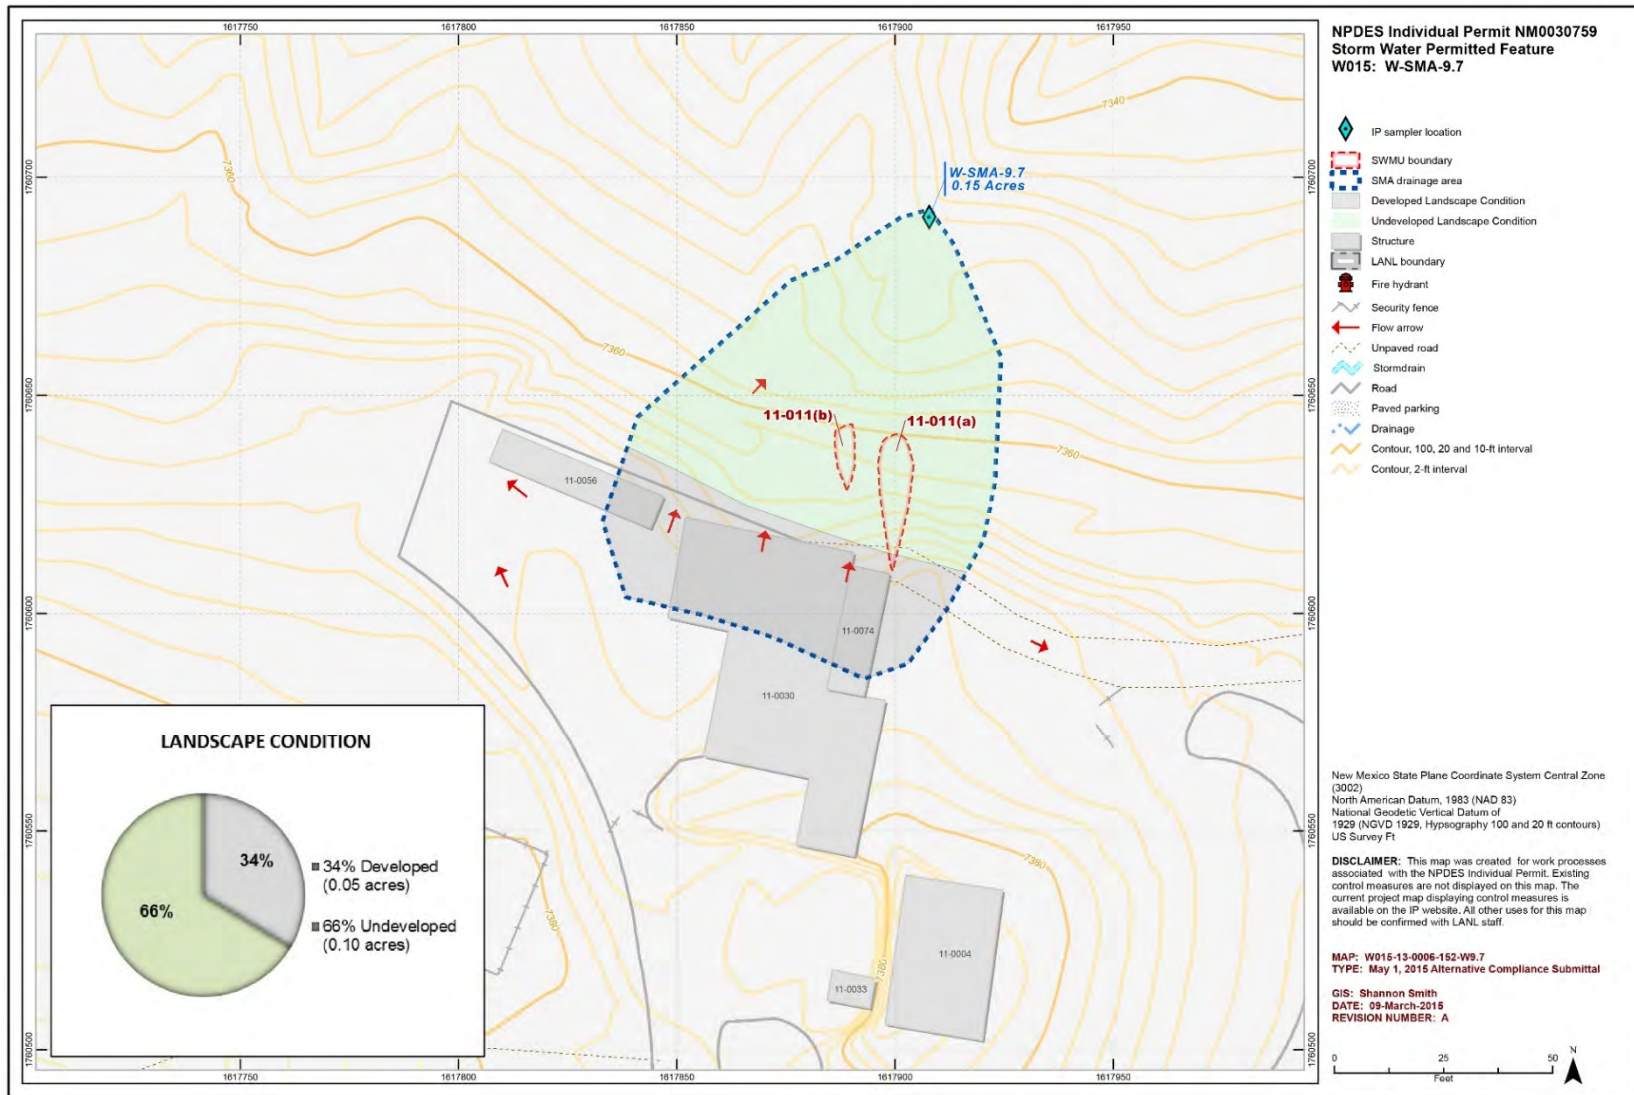 1617750
1617800
1617850
1617900
1617950
NPDES Individual Permit NM0030759
Storm Water Permitted Feature
W015: W-SMA-9.7
IP sampler location
SWMU boundary
SMA drainage area
Developed Landscape Condition
Undeveloped Landscape Condition
Structure
LANL boundary
Fire hydrant
Security fence
Flow arrow
Unpaved road
Stormdrain
Road
Paved parking
Drainage
Contour, 100, 20 and 10-ft interval
Contour, 2-ft interval
7340
1760700
1760700
7360
W-SMA-9.7
0.15 Acres
7360
1760650
1760650
11-011(b)
11-011(a)
7360
11-0056
1760600
1760600
11-0074
11-0030
LANDSCAPE CONDITION
34%
66%
34% Developed
(0.05 acres)
66% Undeveloped
(0.10 acres)
1760550
7380
11-0004
7380
11-0033
1760500
1760500
1617750
1617800
1617850
1617900
1617950
New Mexico State Plane Coordinate System Central Zone
(3002)
North American Datum, 1983 (NAD 83)
National Geodetic Vertical Datum of
1929 (NGVD 1929, Hypsography 100 and 20 ft contours)
US Survey Ft
DISCLAIMER: This map was created for work processes
associated with the NPDES Individual Permit. Existing
control measures are not displayed on this map. The
current project map displaying control measures is
available on the IP website. All other uses for this map
should be confirmed with LANL staff.
MAP: W015-13-0006-152-W9.7
TYPE: May 1, 2015 Alternative Compliance Submittal
GIS: Shannon Smith
DATE: 09-March-2015
REVISION NUMBER: A
0 25 50
Feet
N
1760550